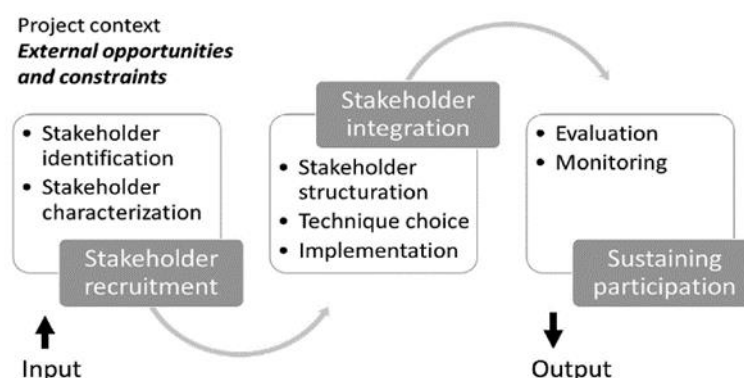 Project context
External opportunities
and constraints
• Stakeholder
identification
• Stakeholder
characterization
Stakeholder
recruitment
Input
Stakeholder
integration
• Stakeholder
structuration
• Technique choice
• Implementation
• Evaluation
• Monitoring
Sustaining
participation
Output